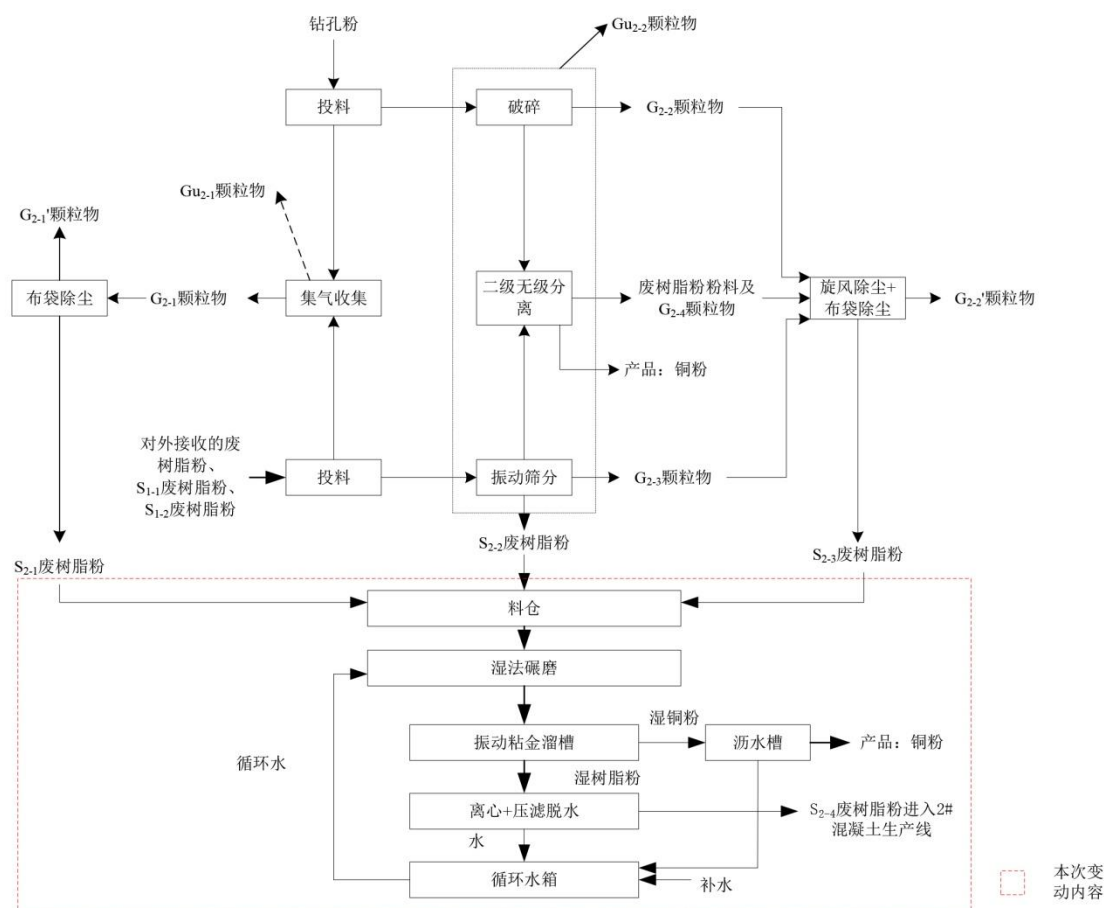 钻孔粉
Gu₂₋₂颗粒物
投料
破碎
G₂₋₂颗粒物
Gu₂₋₁颗粒物
G₂₋₁'颗粒物
布袋除尘
G₂₋₁颗粒物
集气收集
二级无级分
离
废树脂粉粉料及
G₂₋₄颗粒物
旋风除尘+
布袋除尘
G₂₋₂'颗粒物
产品：铜粉
对外接收的废
树脂粉、
S₁₋₁废树脂粉、
S₁₋₂废树脂粉
投料
振动筛分
G₂₋₃颗粒物
S₂₋₁废树脂粉
S₂₋₂废树脂粉
S₂₋₃废树脂粉
料仓
湿法碾磨
循环水
振动粘金溜槽
湿铜粉
沥水槽
产品：铜粉
湿树脂粉
离心+压滤脱水
S₂₋₄废树脂粉进入2#
混凝土生产线
水
循环水箱
补水
本次变
动内容